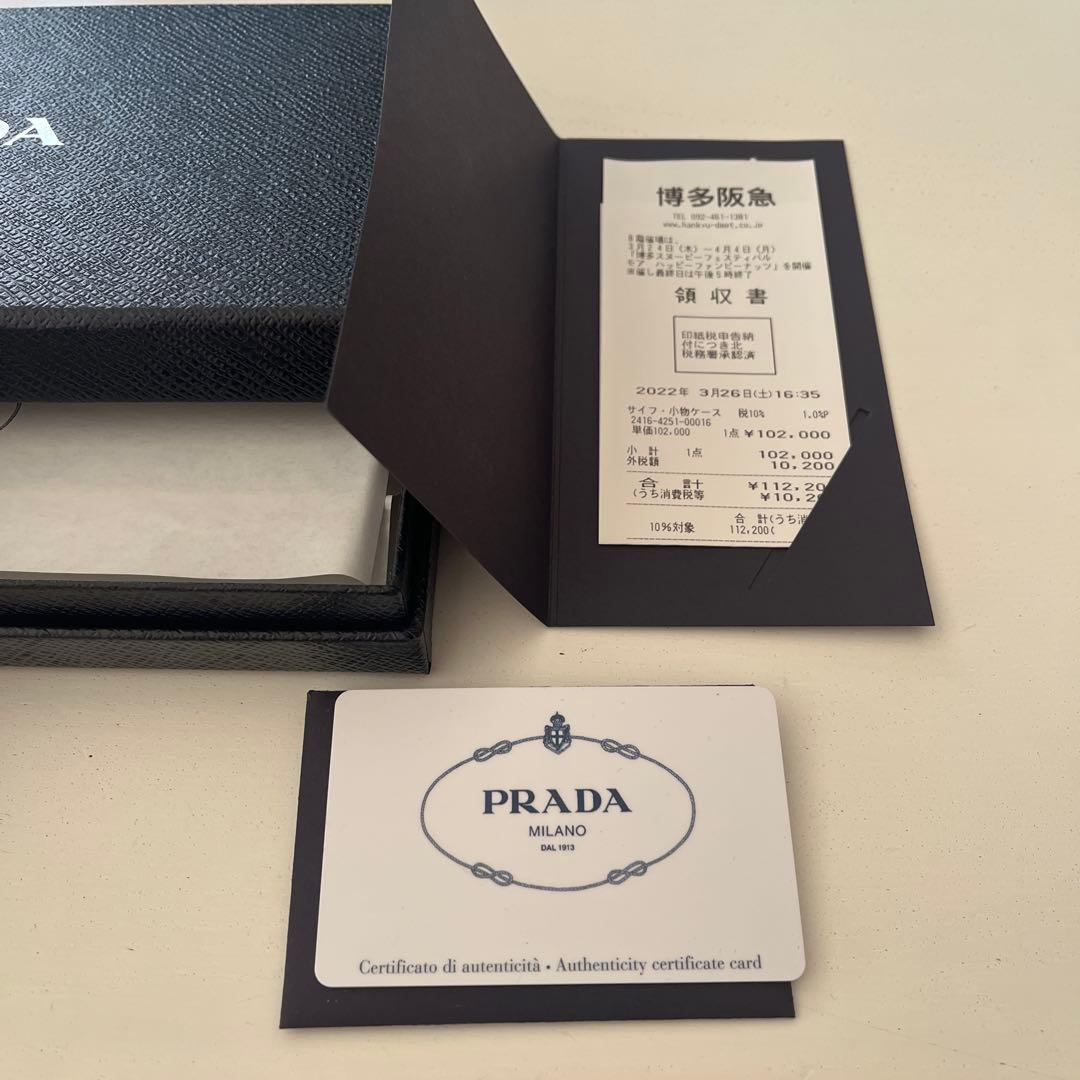 DA
博多阪急
TEL 092-461-1381
www.hankyu-dept.co.jp
8階催場は、
3月24日(木)〜4月4日(月)
「博多スヌーピーフェスティバル
モア ハッピーファンピーナッツ」を開催
※催し最終日は午後5時終了
領収書
印紙税申告納
付につき北
税務署承認済
2022年 3月26日(土)16:35
サイフ・小物ケース 税10% 1.0%P
2416-4251-00016
単価102,000 1点 ¥102,000
小計 1点 102,000
外税額 10,200
合計 ¥112,20
(うち消費税等 ¥10,2
合 計(うち消
10%対象 112,200(
PRADA
MILANO
DAL 1913
Certificato di autenticità • Authenticity certificate card